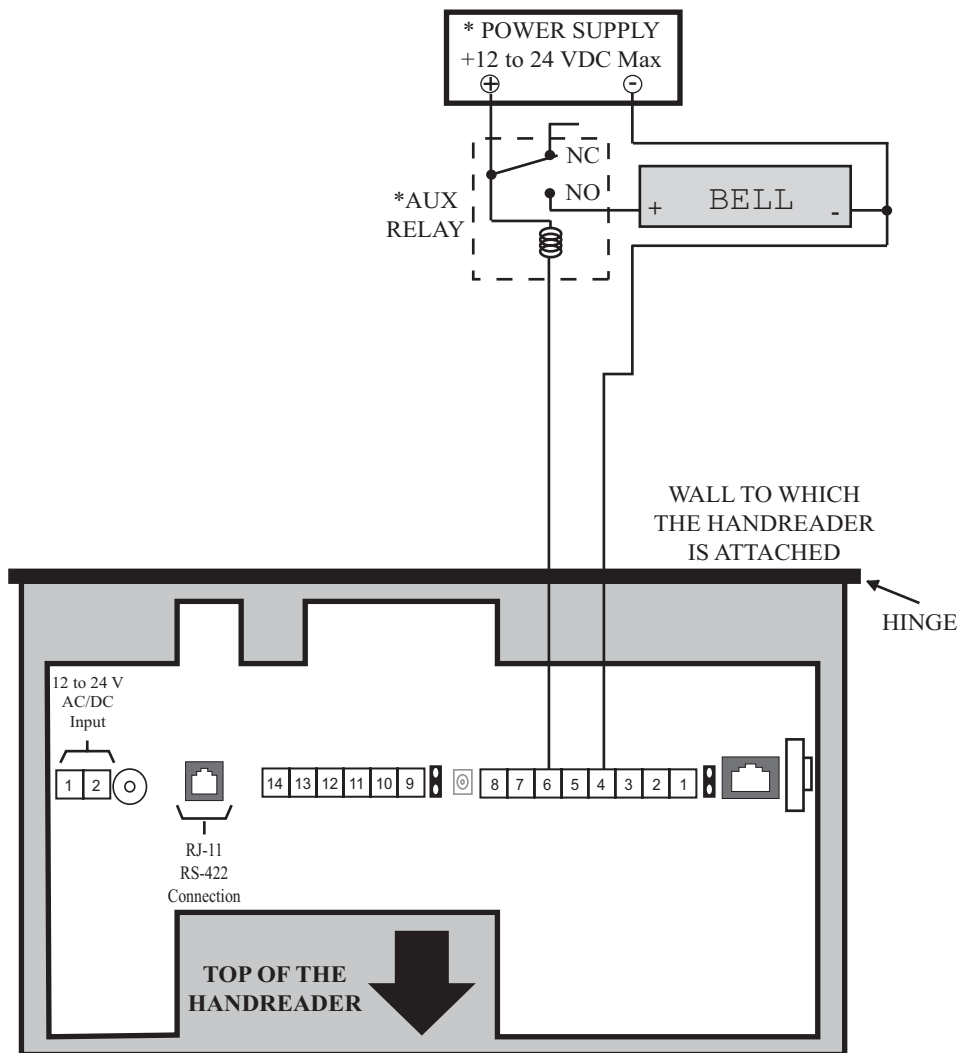 * POWER SUPPLY
+12 to 24 VDC Max
+ -
NC
NO
*AUX
RELAY
+ BELL -
WALL TO WHICH
THE HANDREADER
IS ATTACHED
HINGE
12 to 24 V
AC/DC
Input
1 2
14 13 12 11 10 9
8 7 6 5 4 3 2 1
RJ-11
RS-422
Connection
TOP OF THE
HANDREADER